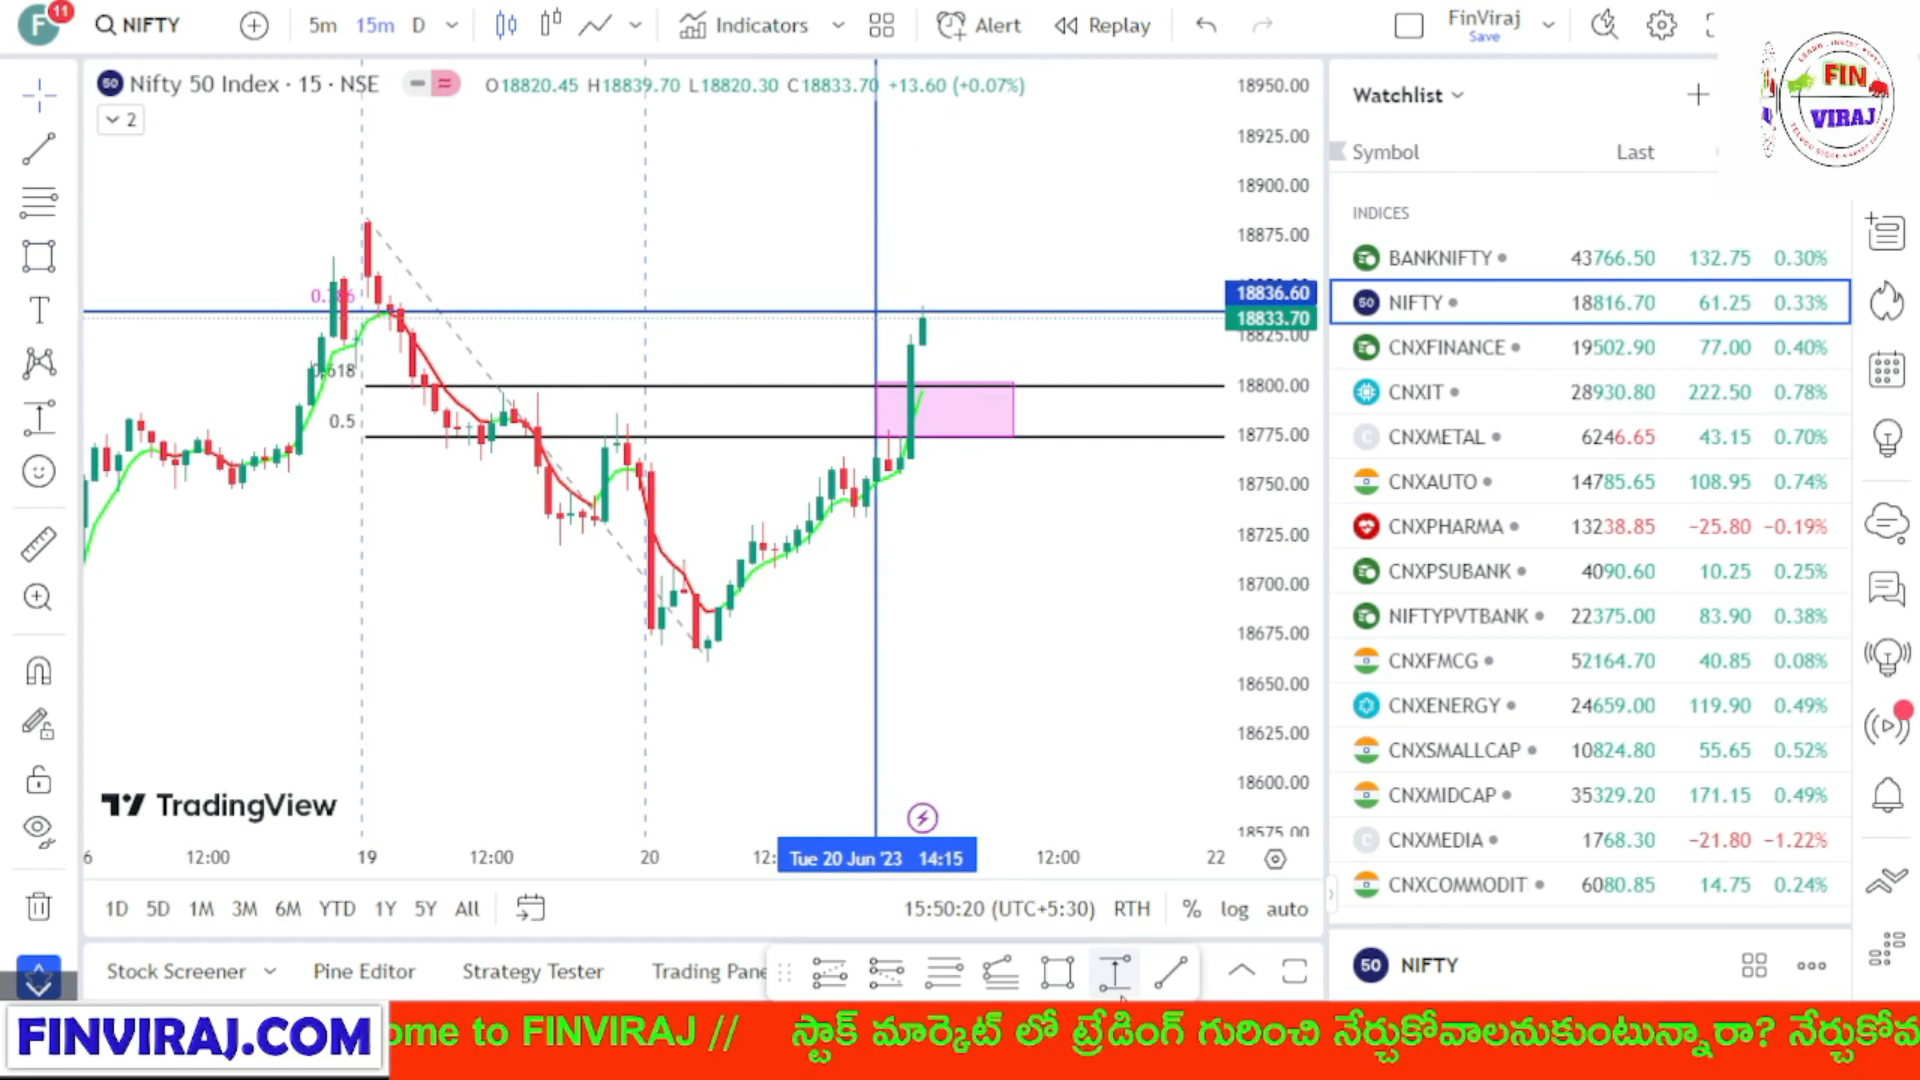 F
11
NIFTY
5m
15m
D
Indicators
Alert
Replay
FinViraj
Save
50 Nifty 50 Index · 15 · NSE
O18820.45 H18839.70 L18820.30 C18833.70 +13.60 (+0.07%)
2
18950.00
18925.00
18900.00
18875.00
18836.60
18833.70
18825.00
18800.00
18775.00
18750.00
18725.00
18700.00
18675.00
18650.00
18625.00
18600.00
18575.00
0.618
0.5
TradingView
6
12:00
19
12:00
20
12:
Tue 20 Jun '23 14:15
12:00
22
1D 5D 1M 3M 6M YTD 1Y 5Y All
15:50:20 (UTC+5:30) RTH % log auto
Stock Screener
Pine Editor
Strategy Tester
Trading Pane
Watchlist
FIN
VIRAJ
Symbol
Last
INDICES
BANKNIFTY 43766.50 132.75 0.30%
50 NIFTY 18816.70 61.25 0.33%
CNXFINANCE 19502.90 77.00 0.40%
CNXIT 28930.80 222.50 0.78%
C CNXMETAL 6246.65 43.15 0.70%
CNXAUTO 14785.65 108.95 0.74%
CNXPHARMA 13238.85 −25.80 −0.19%
CNXPSUBANK 4090.60 10.25 0.25%
NIFTYPVTBANK 22375.00 83.90 0.38%
CNXFMCG 52164.70 40.85 0.08%
CNXENERGY 24659.00 119.90 0.49%
CNXSMALLCAP 10824.80 55.65 0.52%
CNXMIDCAP 35329.20 171.15 0.49%
C CNXMEDIA 1768.30 −21.80 −1.22%
CNXCOMMODIT 6080.85 14.75 0.24%
50 NIFTY
FINVIRAJ.COM
ome to FINVIRAJ // స్టాక్ మార్కెట్ లో ట్రేడింగ్ గురించి నేర్చుకోవాలనుకుంటున్నారా? నేర్చుకోవ